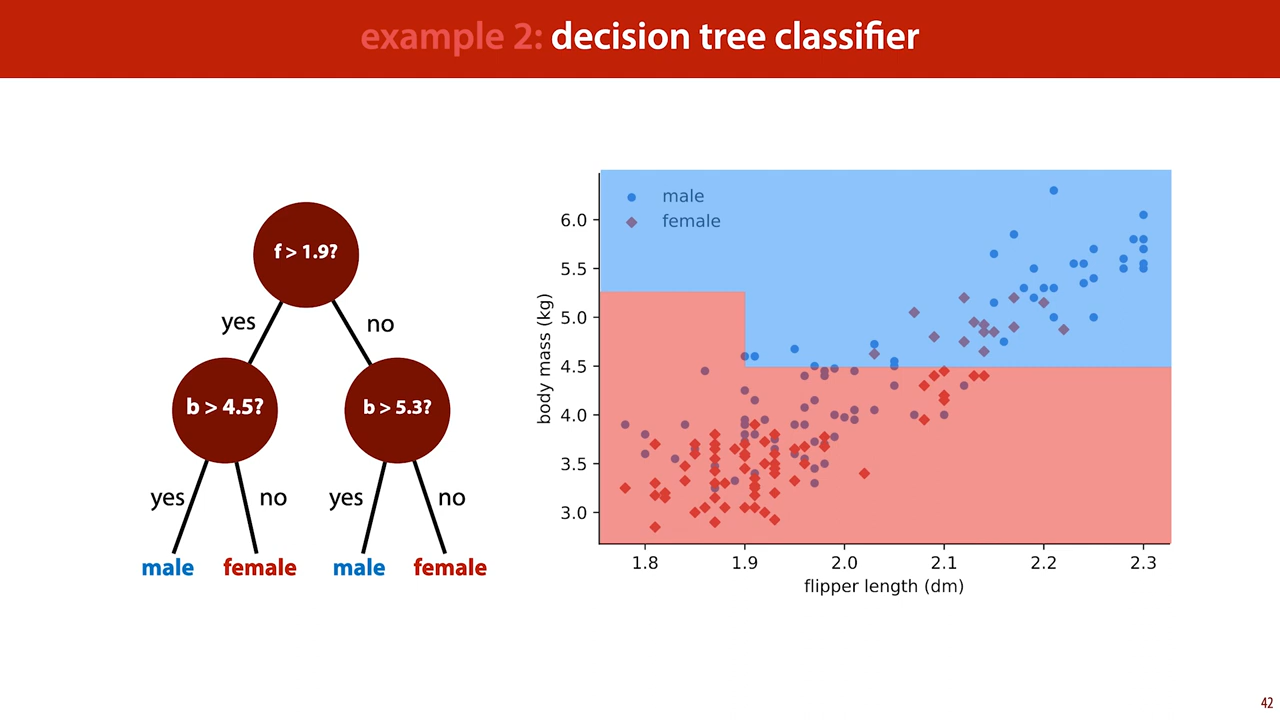 example 2: decision tree classifier
f > 1.9?
yes
no
b > 4.5?
b > 5.3?
yes
no
yes
no
male
female
male
female
male
female
6.0
5.5
5.0
4.5
4.0
3.5
3.0
body mass (kg)
1.8 1.9 2.0 2.1 2.2 2.3
flipper length (dm)
42